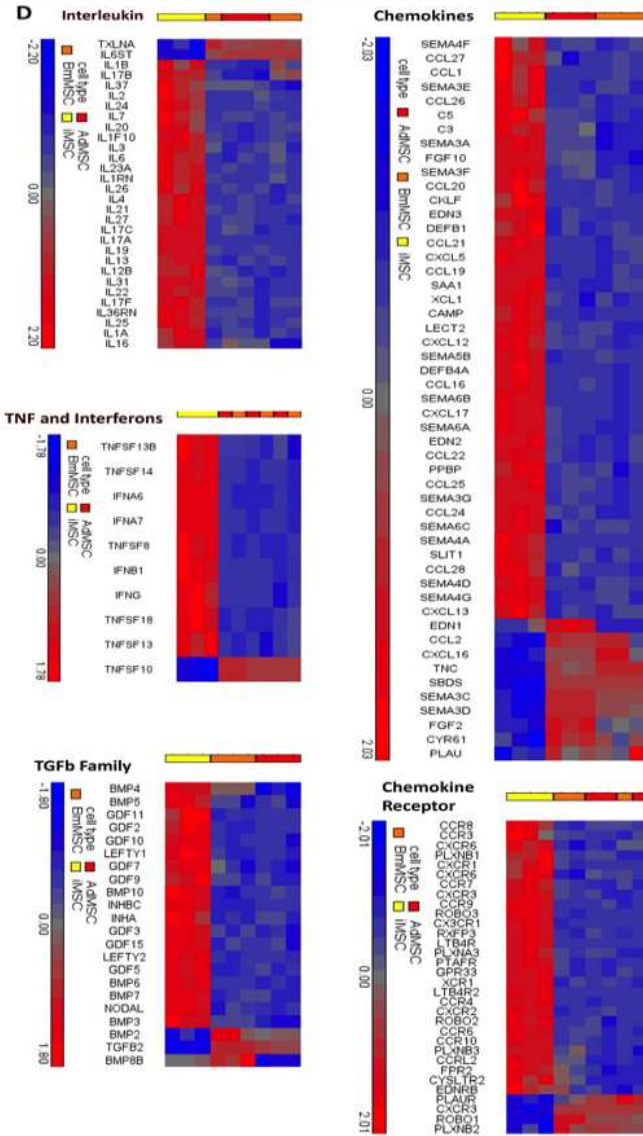 D
Interleukin
-2.20
0.00
2.20
cell type
AdMSC
BmMSC
iMSC
TXLNA
IL6ST
IL1B
IL17B
IL37
IL2
IL24
IL7
IL20
IL1F10
IL3
IL6
IL23A
IL1RN
IL26
IL4
IL21
IL27
IL17C
IL17A
IL19
IL13
IL12B
IL31
IL22
IL17F
IL36RN
IL25
IL1A
IL16
TNF and Interferons
-1.78
0.00
1.78
cell type
AdMSC
BmMSC
iMSC
TNFSF13B
TNFSF14
IFNA6
IFNA7
TNFSF8
IFNB1
IFNG
TNFSF18
TNFSF13
TNFSF10
TGFb Family
-1.80
0.00
1.80
cell type
AdMSC
BmMSC
iMSC
BMP4
BMP5
GDF11
GDF2
GDF10
LEFTY1
GDF7
GDF9
BMP10
INHBC
INHA
GDF3
GDF15
LEFTY2
GDF5
BMP6
BMP7
NODAL
BMP3
BMP2
TGFB2
BMP8B
Chemokines
-2.03
0.00
2.03
cell type
AdMSC
BmMSC
iMSC
SEMA4F
CCL27
CCL1
SEMA3E
CCL26
C5
C3
SEMA3A
FGF10
SEMA3F
CCL20
CKLF
EDN3
DEFB1
CCL21
CXCL5
CCL19
SAA1
XCL1
CAMP
LECT2
CXCL12
SEMA5B
DEFB4A
CCL16
SEMA6B
CXCL17
SEMA6A
EDN2
CCL22
PPBP
CCL25
SEMA3G
CCL24
SEMA6C
SEMA4A
SLIT1
CCL28
SEMA4D
SEMA4G
CXCL13
EDN1
CCL2
CXCL16
TNC
SBDS
SEMA3C
SEMA3D
FGF2
CYR61
PLAU
Chemokine
Receptor
-2.01
0.00
2.01
cell type
AdMSC
BmMSC
iMSC
CCR8
CCR3
CXCR6
PLXNB1
CXCR1
CXCR6
CCR7
CXCR3
CCR9
ROBO3
CX3CR1
RXFP3
LTB4R
PLXNA3
PTAFR
GPR33
XCR1
LTB4R2
CCR4
CXCR2
ROBO2
CCR6
CCR10
PLXNB3
CCRL2
FPR2
CYSLTR2
EDNRB
PLAUR
CXCR3
ROBO1
PLXNB2